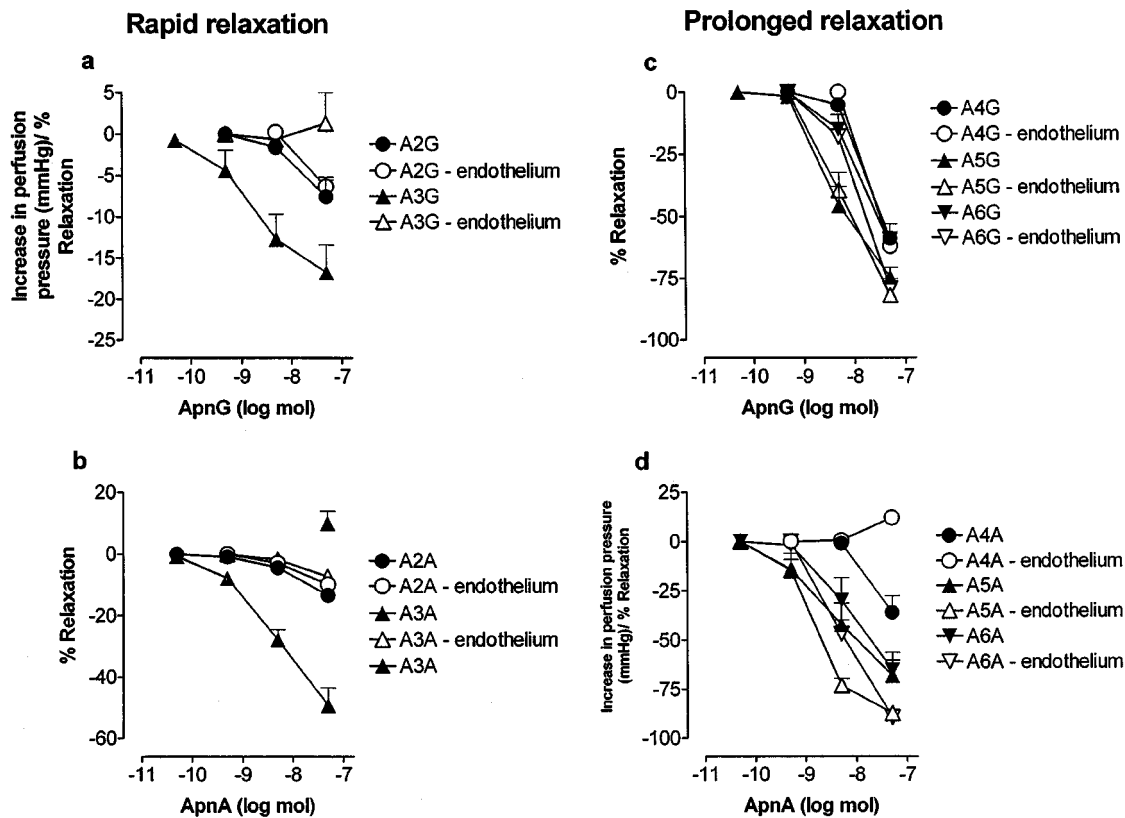 Rapid relaxation
Prolonged relaxation
a
Increase in perfusion
pressure (mmHg)/ %
Relaxation
5
0
-5
-10
-15
-20
-25
-11 -10 -9 -8 -7
ApnG (log mol)
A2G
A2G - endothelium
A3G
A3G - endothelium
c
% Relaxation
0
-25
-50
-75
-100
-11 -10 -9 -8 -7
ApnG (log mol)
A4G
A4G - endothelium
A5G
A5G - endothelium
A6G
A6G - endothelium
b
% Relaxation
20
0
-20
-40
-60
-11 -10 -9 -8 -7
ApnA (log mol)
A2A
A2A - endothelium
A3A
A3A - endothelium
A3A
d
Increase in perfusion pressure
(mmHg)/ % Relaxation
25
0
-25
-50
-75
-100
-11 -10 -9 -8 -7
ApnA (log mol)
A4A
A4A - endothelium
A5A
A5A - endothelium
A6A
A6A - endothelium